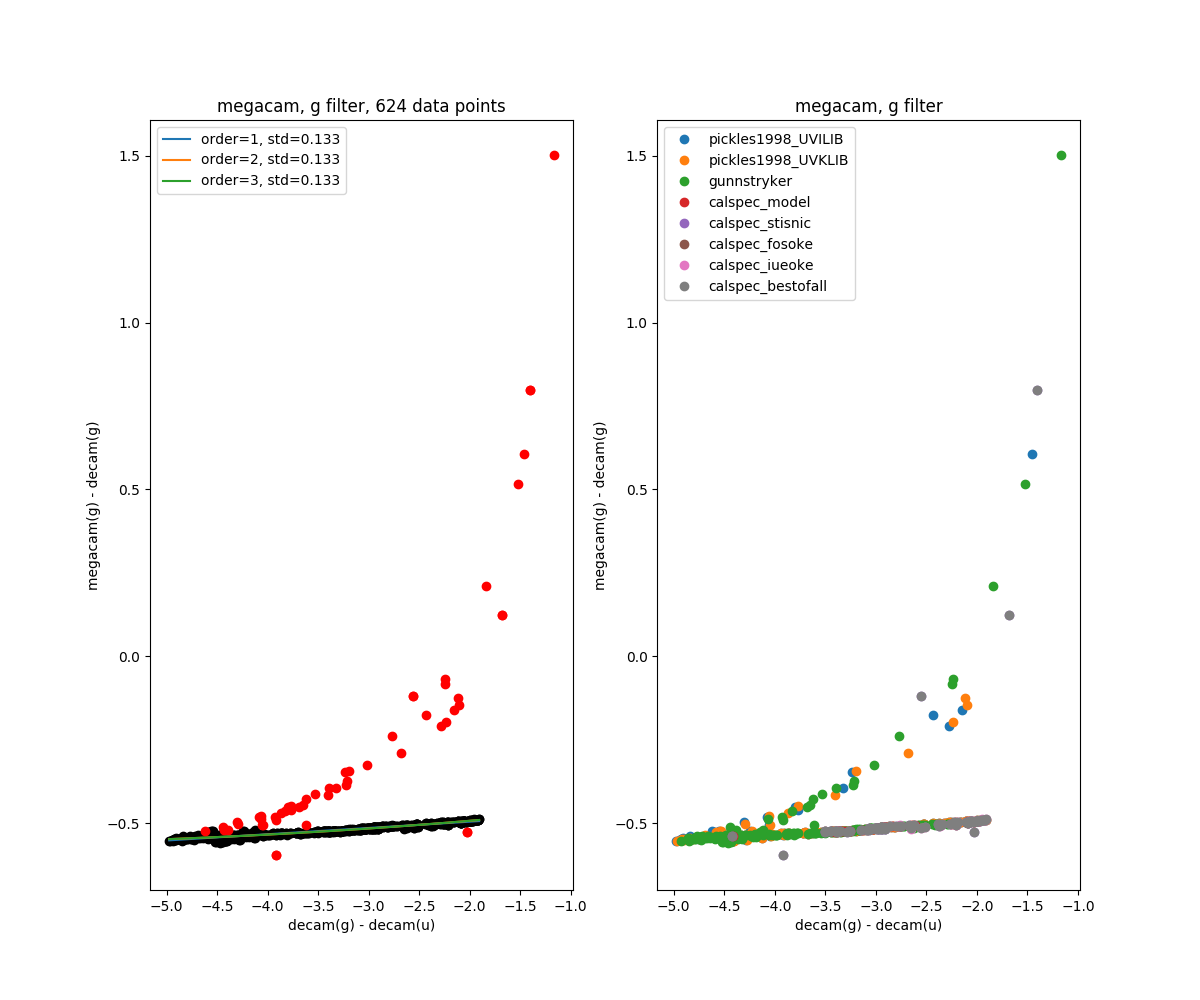 megacam, g filter, 624 data points
order=1, std=0.133
order=2, std=0.133
order=3, std=0.133
1.5
1.0
0.5
0.0
−0.5
megacam(g) - decam(g)
−5.0 −4.5 −4.0 −3.5 −3.0 −2.5 −2.0 −1.5 −1.0
decam(g) - decam(u)
megacam, g filter
pickles1998_UVILIB
pickles1998_UVKLIB
gunnstryker
calspec_model
calspec_stisnic
calspec_fosoke
calspec_iueoke
calspec_bestofall
1.5
1.0
0.5
0.0
−0.5
megacam(g) - decam(g)
−5.0 −4.5 −4.0 −3.5 −3.0 −2.5 −2.0 −1.5 −1.0
decam(g) - decam(u)